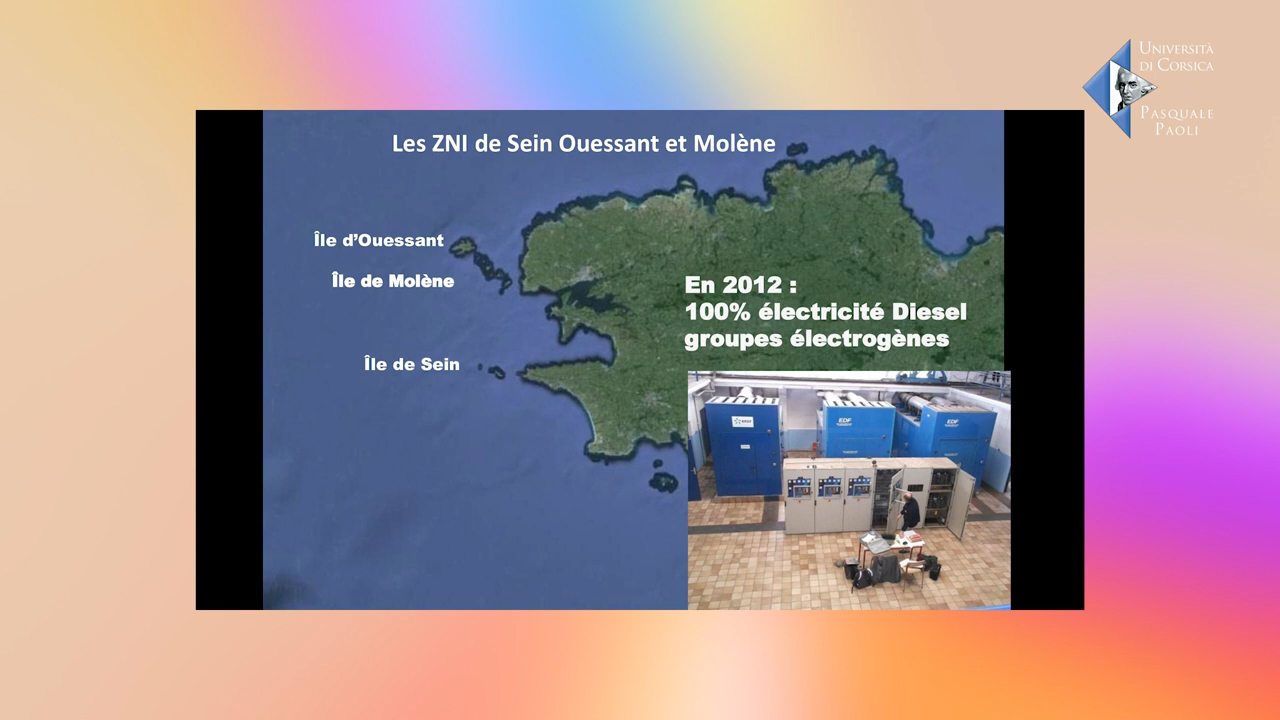 UNIVERSITÀ
DI CORSICA
PASQUALE
PAOLI
Les ZNI de Sein Ouessant et Molène
Île d’Ouessant
Île de Molène
Île de Sein
En 2012 :
100% électricité Diesel
groupes électrogènes
EDF
EDF